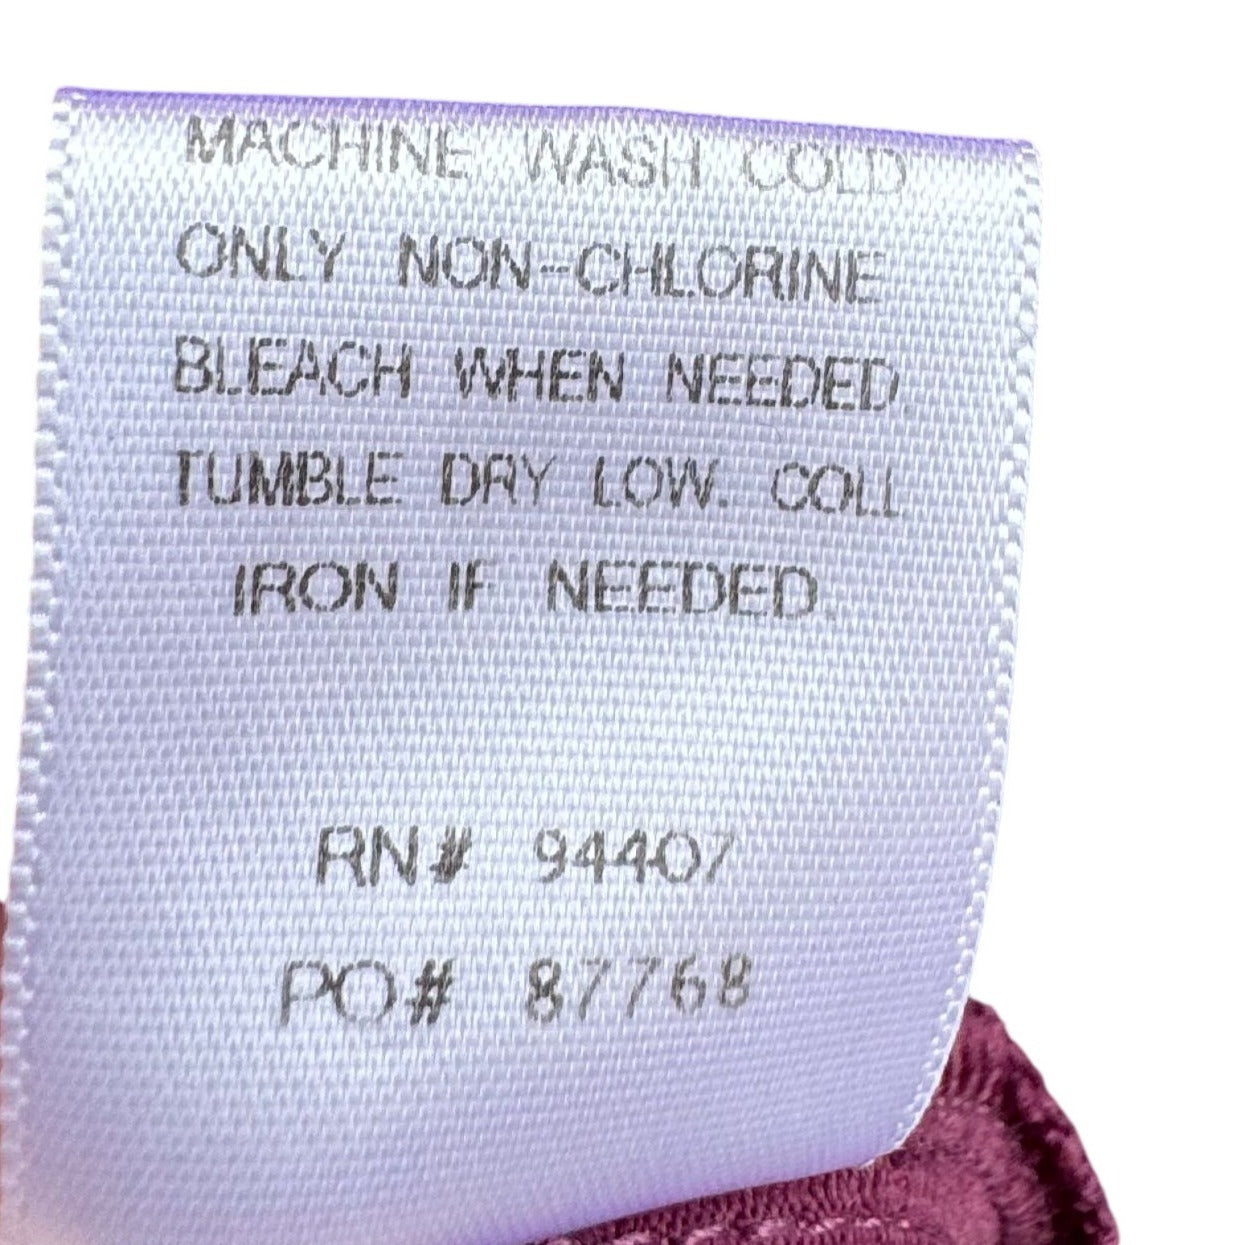 MACHINE WASH COLD
ONLY NON-CHLORINE
BLEACH WHEN NEEDED.
TUMBLE DRY LOW. COLL
IRON IF NEEDED.
RN# 94407
PO# 87768